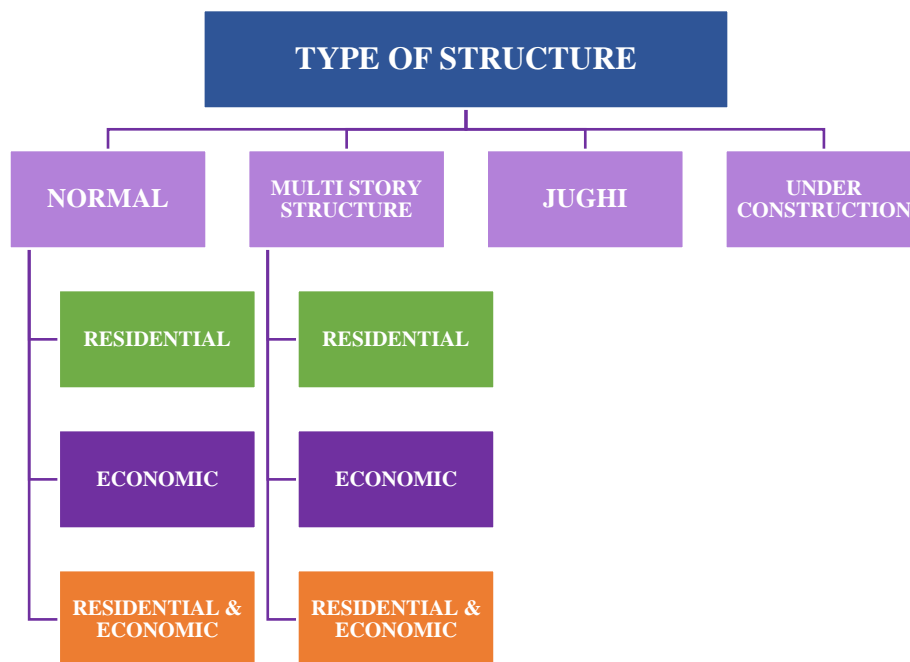 TYPE OF STRUCTURE
NORMAL
MULTI STORY
STRUCTURE
JUGHI
UNDER
CONSTRUCTION
RESIDENTIAL
RESIDENTIAL
ECONOMIC
ECONOMIC
RESIDENTIAL &
ECONOMIC
RESIDENTIAL &
ECONOMIC